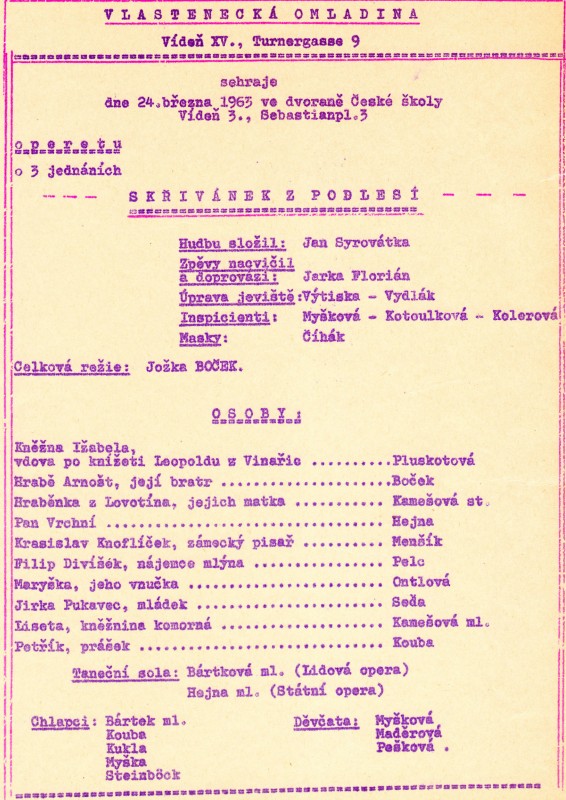 VLASTENECKÁ OMLADINA
Vídeň XV., Turnergasse 9
sehraje
dne 24.března 1963 ve dvoraně České školy
Vídeň 3., Sebastianpl.3
operetu
o 3 jednáních
--- SKŘIVÁNEK Z PODLESÍ ---
Hudbu složil: Jan Syrovátka
Zpěvy nacvičil
a doprovází: Jarka Florián
Úprava jeviště:Výtiska - Vydlák
Inspicienti: Myšková - Kotoulková - Kolerová
Masky: Číhák
Celková režie: Jožka BOČEK.
OSOBY:
Kněžna Ižabela,
vdova po knížeti Leopoldu z Vinařic ..........Pluskotová
Hrabě Arnošt, její bratr .......................Boček
Hraběnka z Lovotína, jejich matka ...........Kamešová st.
Pan Vrchní ...................................Hejna
Krasislav Knoflíček, zámecký pisař ..........Menšík
Filip Divíšek, nájemce mlýna .................Pelc
Maryška, jeho vnučka .........................Ontlová
Jirka Pukavec, mládek .......................Seďa
Liseta, kněžnina komorná ....................Kamešová ml.
Petřík, prášek ..............................Kouba
Taneční sola: Bártková ml. (Lidová opera)
Hejna ml. (Státní opera)
Chlapci: Bártek ml. Děvčata: Myšková
Kouba Maděrová
Kukla Pešková .
Myška
Steinböck